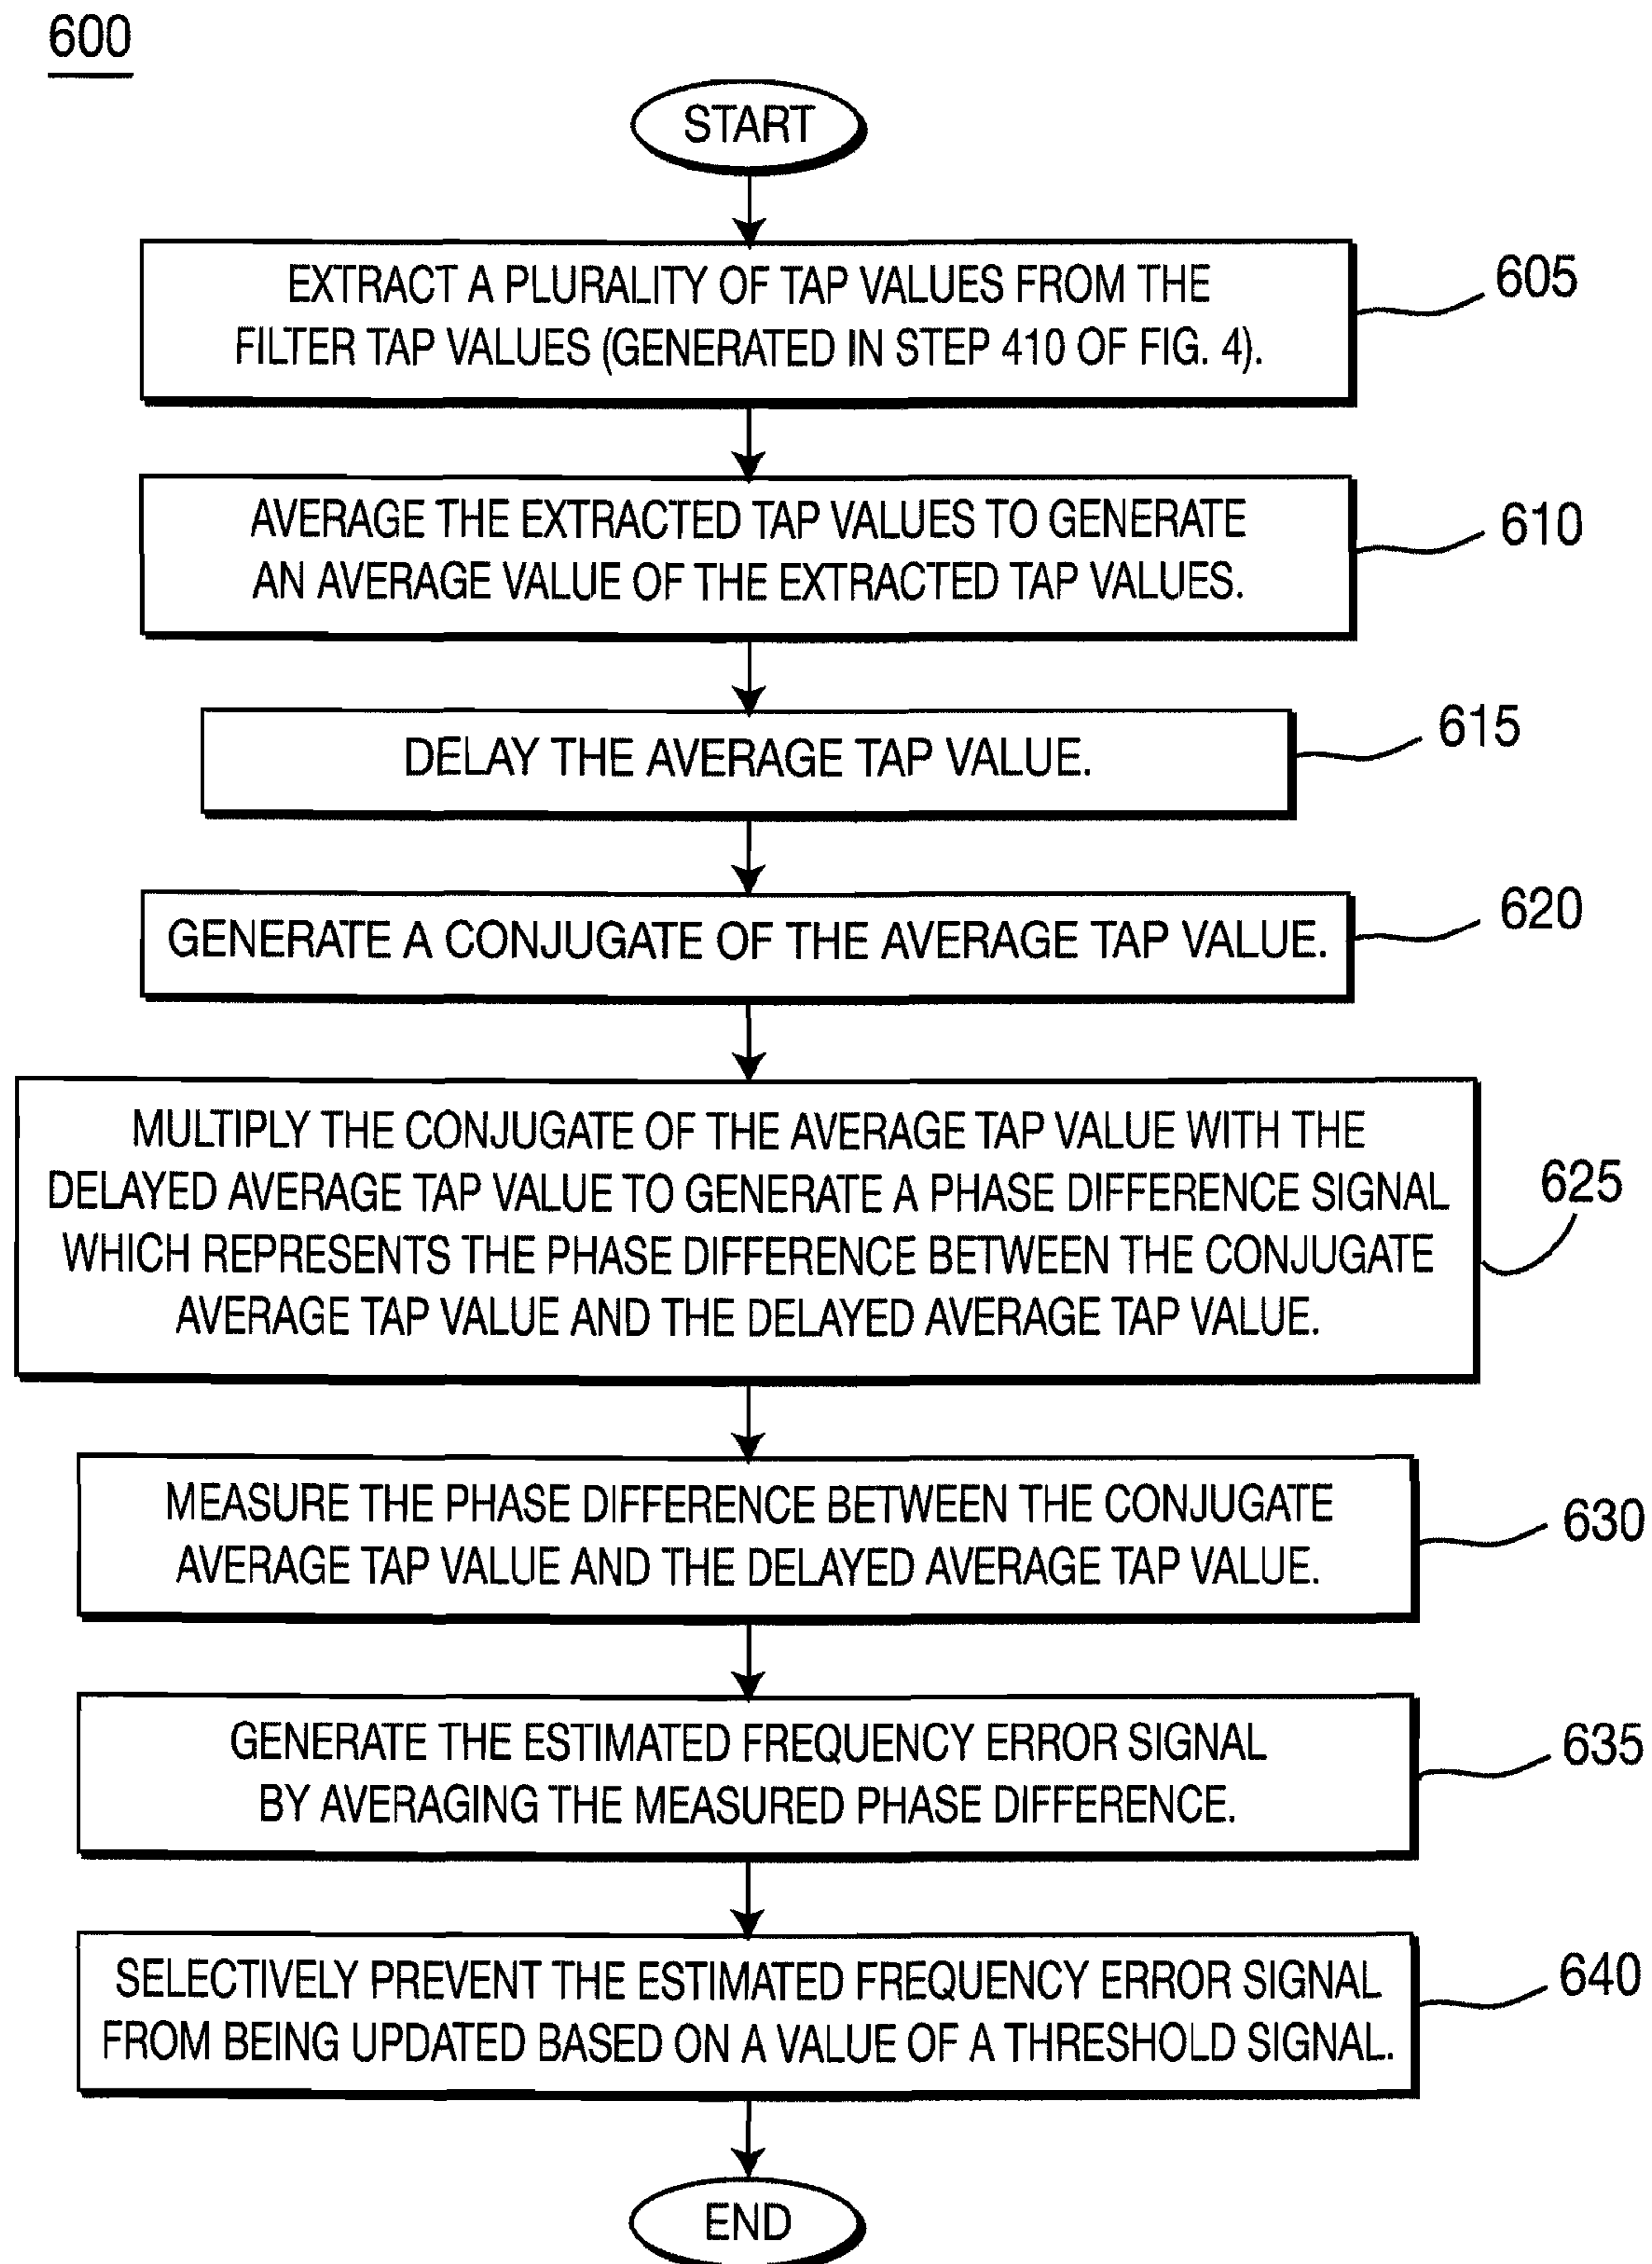 600
START
EXTRACT A PLURALITY OF TAP VALUES FROM THE
FILTER TAP VALUES (GENERATED IN STEP 410 OF FIG. 4).
605
AVERAGE THE EXTRACTED TAP VALUES TO GENERATE
AN AVERAGE VALUE OF THE EXTRACTED TAP VALUES.
610
DELAY THE AVERAGE TAP VALUE.
615
GENERATE A CONJUGATE OF THE AVERAGE TAP VALUE.
620
MULTIPLY THE CONJUGATE OF THE AVERAGE TAP VALUE WITH THE
DELAYED AVERAGE TAP VALUE TO GENERATE A PHASE DIFFERENCE SIGNAL
WHICH REPRESENTS THE PHASE DIFFERENCE BETWEEN THE CONJUGATE
AVERAGE TAP VALUE AND THE DELAYED AVERAGE TAP VALUE.
625
MEASURE THE PHASE DIFFERENCE BETWEEN THE CONJUGATE
AVERAGE TAP VALUE AND THE DELAYED AVERAGE TAP VALUE.
630
GENERATE THE ESTIMATED FREQUENCY ERROR SIGNAL
BY AVERAGING THE MEASURED PHASE DIFFERENCE.
635
SELECTIVELY PREVENT THE ESTIMATED FREQUENCY ERROR SIGNAL
FROM BEING UPDATED BASED ON A VALUE OF A THRESHOLD SIGNAL.
640
END